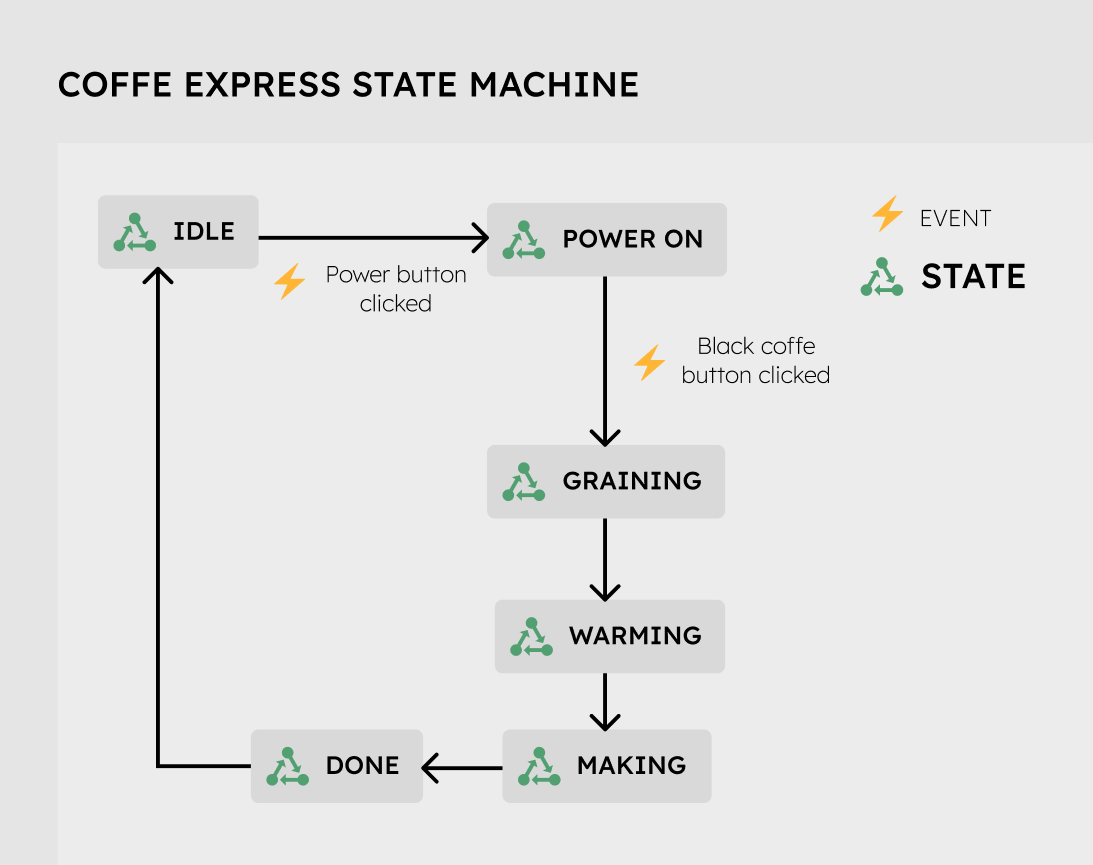 COFFE EXPRESS STATE MACHINE
IDLE
POWER ON
EVENT
STATE
Power button
clicked
Black coffe
button clicked
GRAINING
WARMING
DONE
MAKING